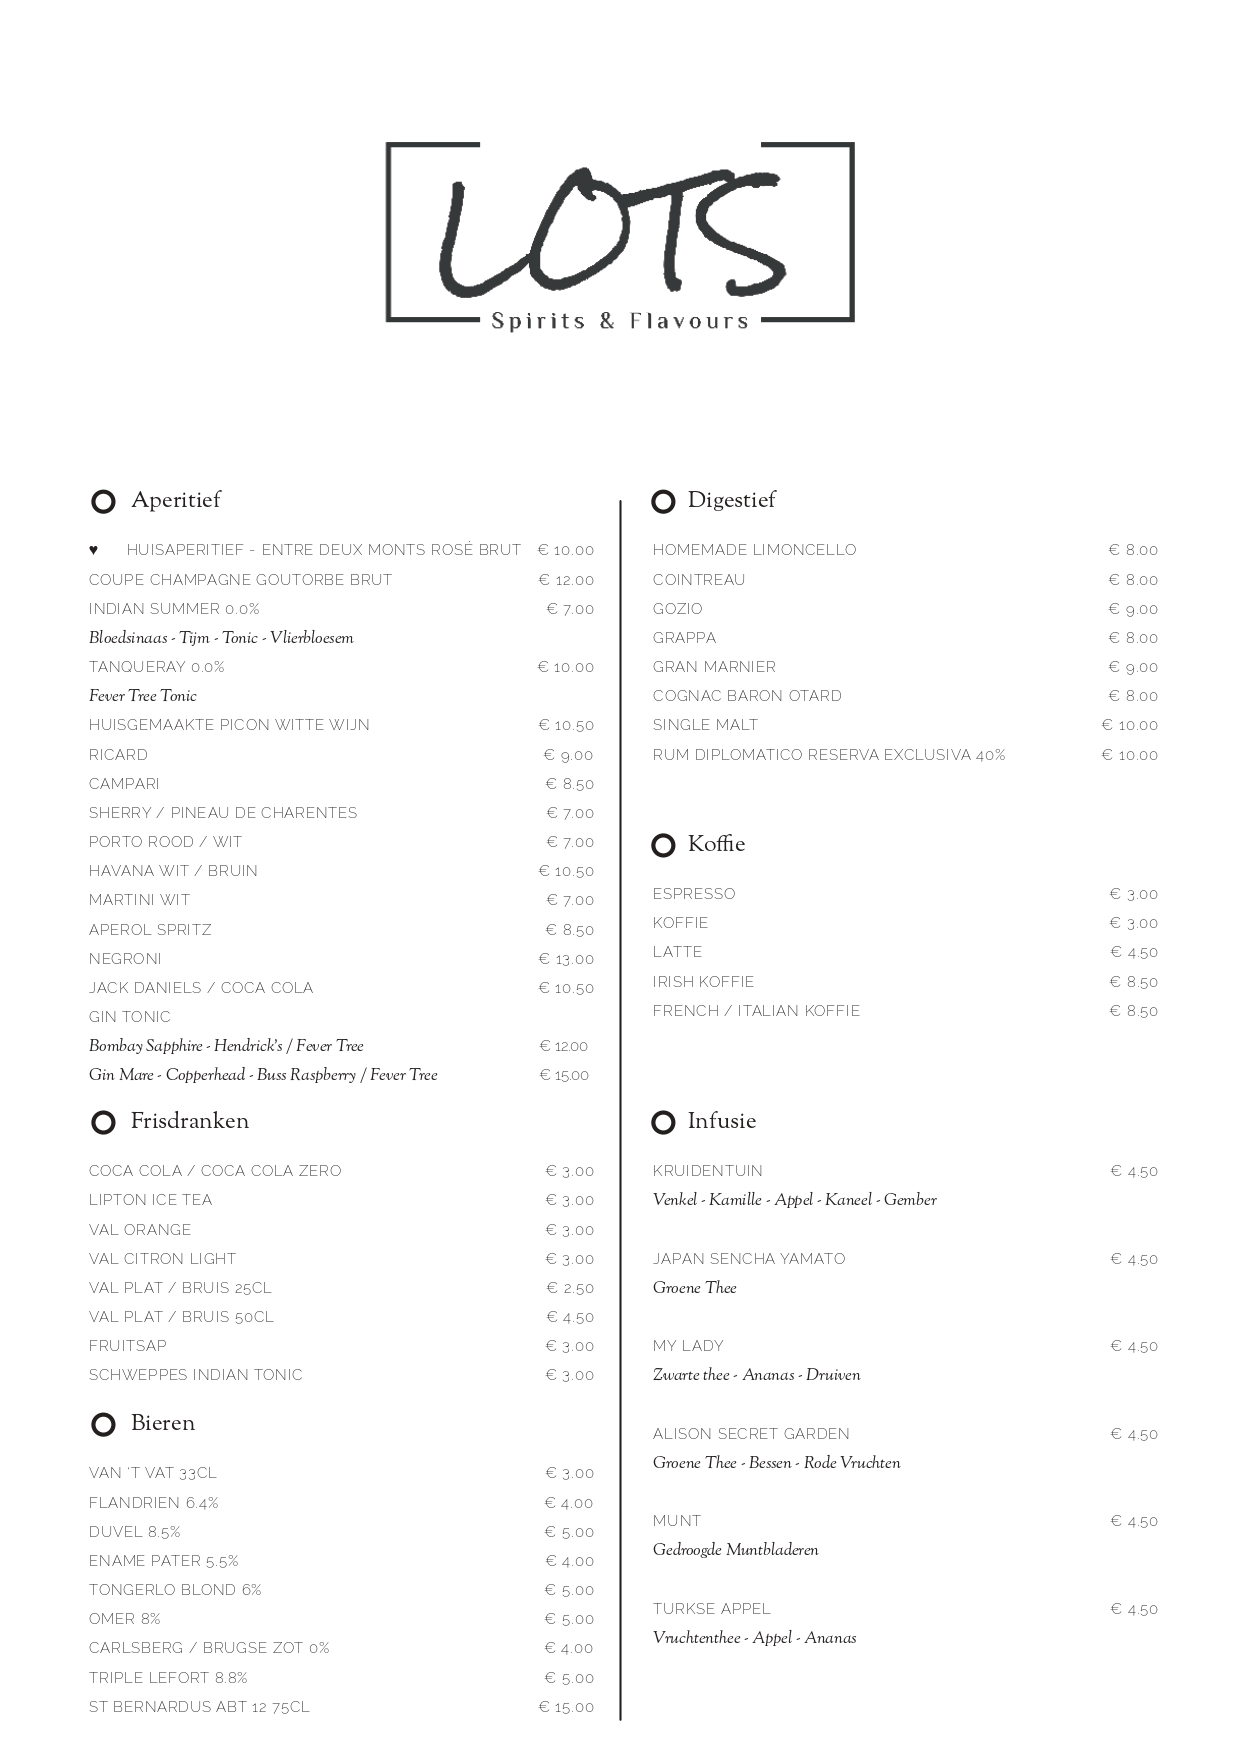 LOTS
Spirits & Flavours
Aperitief
♥ HUISAPERITIEF - ENTRE DEUX MONTS ROSÉ BRUT € 10.00
COUPE CHAMPAGNE GOUTORBE BRUT € 12.00
INDIAN SUMMER 0.0% € 7.00
Bloedsinaas - Tijm - Tonic - Vlierbloesem
TANQUERAY 0.0% € 10.00
Fever Tree Tonic
HUISGEMAAKTE PICON WITTE WIJN € 10.50
RICARD € 9.00
CAMPARI € 8.50
SHERRY / PINEAU DE CHARENTES € 7.00
PORTO ROOD / WIT € 7.00
HAVANA WIT / BRUIN € 10.50
MARTINI WIT € 7.00
APEROL SPRITZ € 8.50
NEGRONI € 13.00
JACK DANIELS / COCA COLA € 10.50
GIN TONIC
Bombay Sapphire - Hendrick's / Fever Tree € 12.00
Gin Mare - Copperhead - Buss Raspberry / Fever Tree € 15.00
Frisdranken
COCA COLA / COCA COLA ZERO € 3.00
LIPTON ICE TEA € 3.00
VAL ORANGE € 3.00
VAL CITRON LIGHT € 3.00
VAL PLAT / BRUIS 25CL € 2.50
VAL PLAT / BRUIS 50CL € 4.50
FRUITSAP € 3.00
SCHWEPPES INDIAN TONIC € 3.00
Bieren
VAN 'T VAT 33CL € 3.00
FLANDRIEN 6.4% € 4.00
DUVEL 8.5% € 5.00
ENAME PATER 5.5% € 4.00
TONGERLO BLOND 6% € 5.00
OMER 8% € 5.00
CARLSBERG / BRUGSE ZOT 0% € 4.00
TRIPLE LEFORT 8.8% € 5.00
ST BERNARDUS ABT 12 75CL € 15.00
Digestief
HOMEMADE LIMONCELLO € 8.00
COINTREAU € 8.00
GOZIO € 9.00
GRAPPA € 8.00
GRAN MARNIER € 9.00
COGNAC BARON OTARD € 8.00
SINGLE MALT € 10.00
RUM DIPLOMATICO RESERVA EXCLUSIVA 40% € 10.00
Koffie
ESPRESSO € 3.00
KOFFIE € 3.00
LATTE € 4.50
IRISH KOFFIE € 8.50
FRENCH / ITALIAN KOFFIE € 8.50
Infusie
KRUIDENTUIN € 4.50
Venkel - Kamille - Appel - Kaneel - Gember
JAPAN SENCHA YAMATO € 4.50
Groene Thee
MY LADY € 4.50
Zwarte thee - Ananas - Druiven
ALISON SECRET GARDEN € 4.50
Groene Thee - Bessen - Rode Vruchten
MUNT € 4.50
Gedroogde Muntbladeren
TURKSE APPEL € 4.50
Vruchtenthee - Appel - Ananas